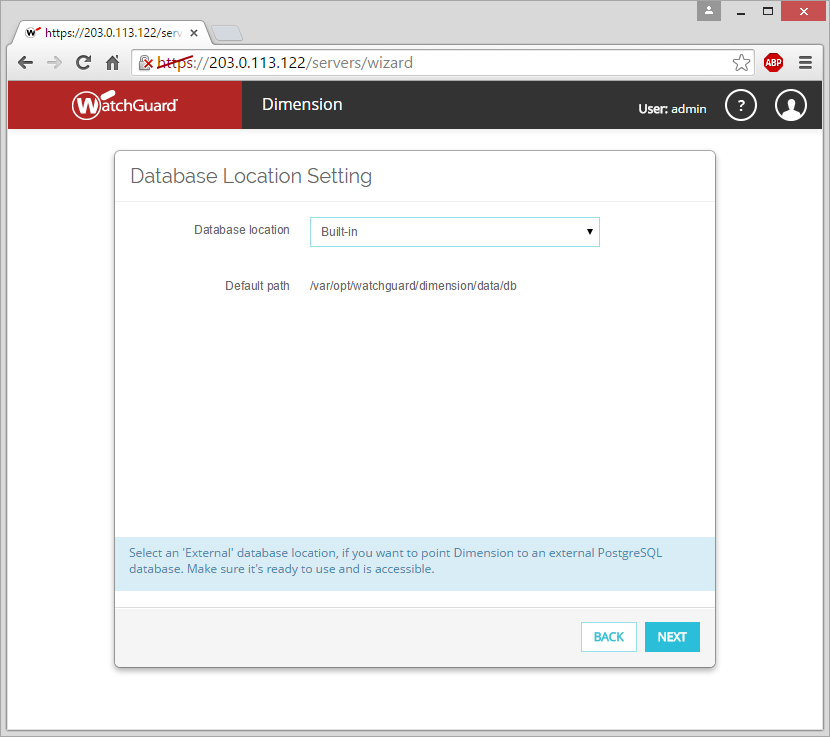 https://203.0.113.122/serv
https://203.0.113.122/servers/wizard
ABP
WatchGuard
Dimension
User: admin
?
Database Location Setting
Database location
Built-in
Default path
/var/opt/watchguard/dimension/data/db
Select an 'External' database location, if you want to point Dimension to an external PostgreSQL
database. Make sure it's ready to use and is accessible.
BACK
NEXT